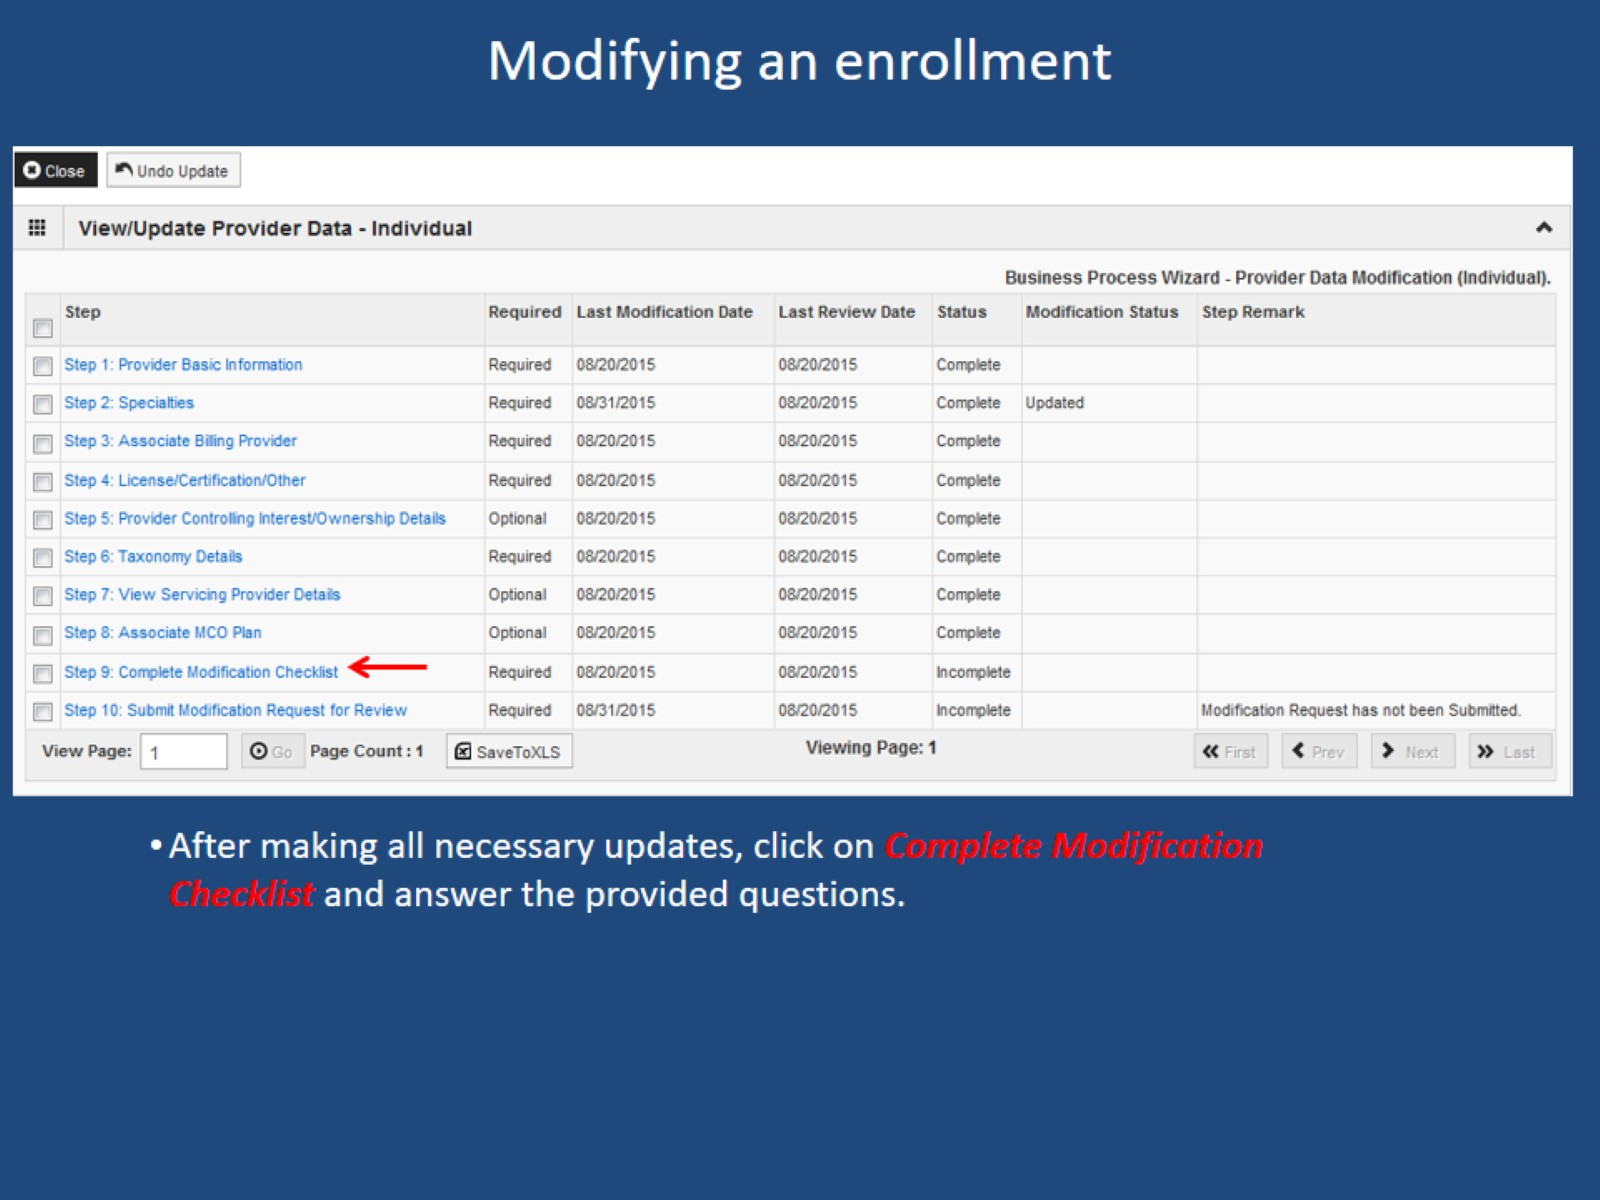 Modifying an enrollment
Close Undo Update
View/Update Provider Data - Individual
Business Process Wizard - Provider Data Modification (Individual).
Step Required Last Modification Date Last Review Date Status Modification Status Step Remark
Step 1: Provider Basic Information Required 08/20/2015 08/20/2015 Complete
Step 2: Specialties Required 08/31/2015 08/20/2015 Complete Updated
Step 3: Associate Billing Provider Required 08/20/2015 08/20/2015 Complete
Step 4: License/Certification/Other Required 08/20/2015 08/20/2015 Complete
Step 5: Provider Controlling Interest/Ownership Details Optional 08/20/2015 08/20/2015 Complete
Step 6: Taxonomy Details Required 08/20/2015 08/20/2015 Complete
Step 7: View Servicing Provider Details Optional 08/20/2015 08/20/2015 Complete
Step 8: Associate MCO Plan Optional 08/20/2015 08/20/2015 Complete
Step 9: Complete Modification Checklist Required 08/20/2015 08/20/2015 Incomplete
Step 10: Submit Modification Request for Review Required 08/31/2015 08/20/2015 Incomplete Modification Request has not been Submitted.
View Page: 1 Go Page Count : 1 SaveToXLS Viewing Page: 1 First Prev Next Last
• After making all necessary updates, click on Complete Modification
Checklist and answer the provided questions.